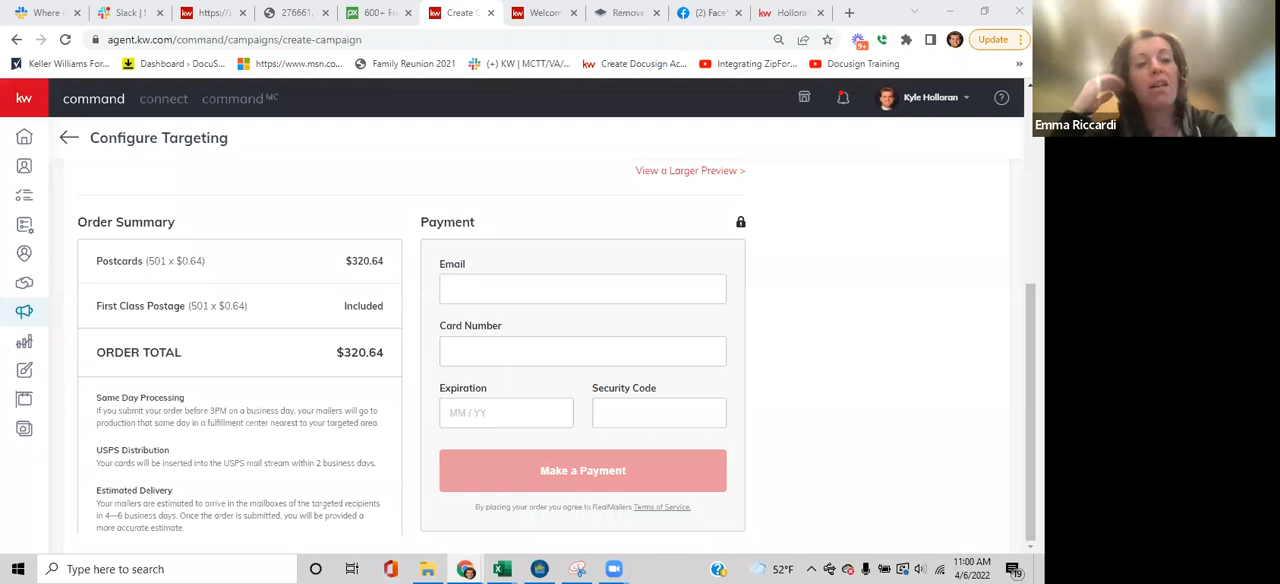 Where
Slack | 5
https://a
276661,
600+ Fr
Create C
Welcom
Remove
(2) Face
Hollora
agent.kw.com/command/campaigns/create-campaign
9+
Update
Keller Williams For...
Dashboard › DocuS...
https://www.msn.co...
Family Reunion 2021
(+) KW | MCTT/VA/...
Create Docusign Ac...
Integrating ZipFor...
Docusign Training
»
kw
command
connect
command MC
Kyle Holloran
Emma Riccardi
Configure Targeting
View a Larger Preview >
Order Summary
Payment
Postcards (501 x $0.64) $320.64
Email
First Class Postage (501 x $0.64) Included
Card Number
ORDER TOTAL $320.64
Expiration
Security Code
MM / YY
Same Day Processing
If you submit your order before 3PM on a business day, your mailers will go to
production that same day in a fulfillment center nearest to your targeted area.
USPS Distribution
Your cards will be inserted into the USPS mail stream within 2 business days.
Make a Payment
Estimated Delivery
Your mailers are estimated to arrive in the mailboxes of the targeted recipients
in 4—6 business days. Once the order is submitted, you will be provided a
more accurate estimate.
By placing your order you agree to RealMailers Terms of Service.
Type here to search
52°F
11:00 AM
4/6/2022
19